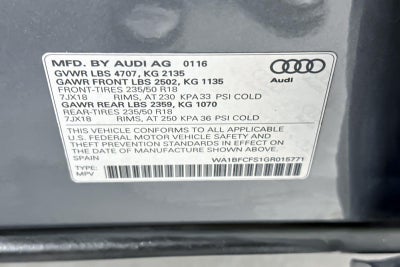 MFD. BY AUDI AG 0116
GVWR LBS 4707, KG 2135
GAWR FRONT LBS 2502, KG 1135
FRONT-TIRES 235/50 R18
7JX18 RIMS, AT 230 KPA 33 PSI COLD
GAWR REAR LBS 2359, KG 1070
REAR-TIRES 235/50 R18
7JX18 RIMS, AT 250 KPA 36 PSI COLD
Audi
THIS VEHICLE CONFORMS TO ALL APPLICABLE
U.S. FEDERAL MOTOR VEHICLE SAFETY AND
THEFT PREVENTION STANDARDS IN EFFECT
ON THE DATE OF MANUFACTURE SHOWN ABOVE.
SPAIN WA1BFCFS1GR015771
TYPE:
MPV